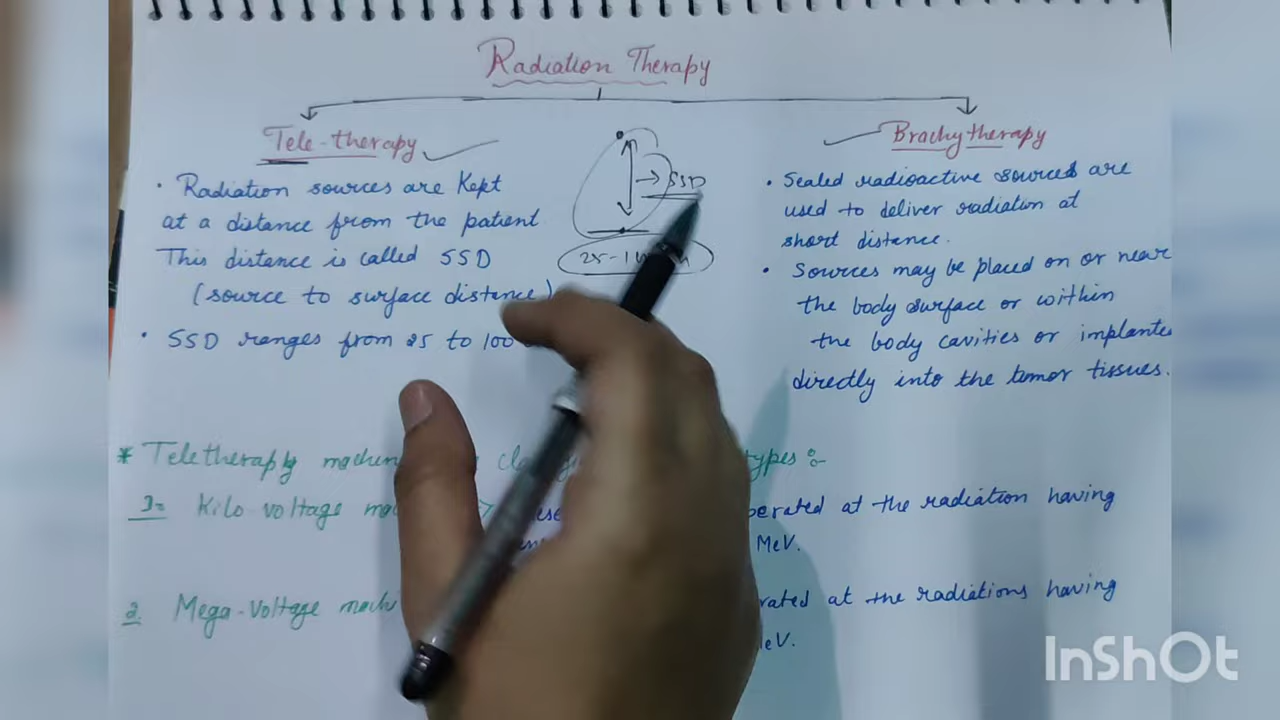 Radiation Therapy
Tele-therapy
• Radiation sources are Kept
at a distance from the patient
This distance is called SSD
(source to surface distance)
• SSD ranges from 25 to 100
SSD
25-1
Brachytherapy
• Sealed radioactive sources are
used to deliver radiation at
short distance.
• Sources may be placed on or near
the body surface or within
the body cavities or implante
directly into the tumor tissues.
* Teletherapy types :-
1= Kilo voltage operated at the radiation having
MeV.
2 Mega-Voltage at the radiations having
InShOt